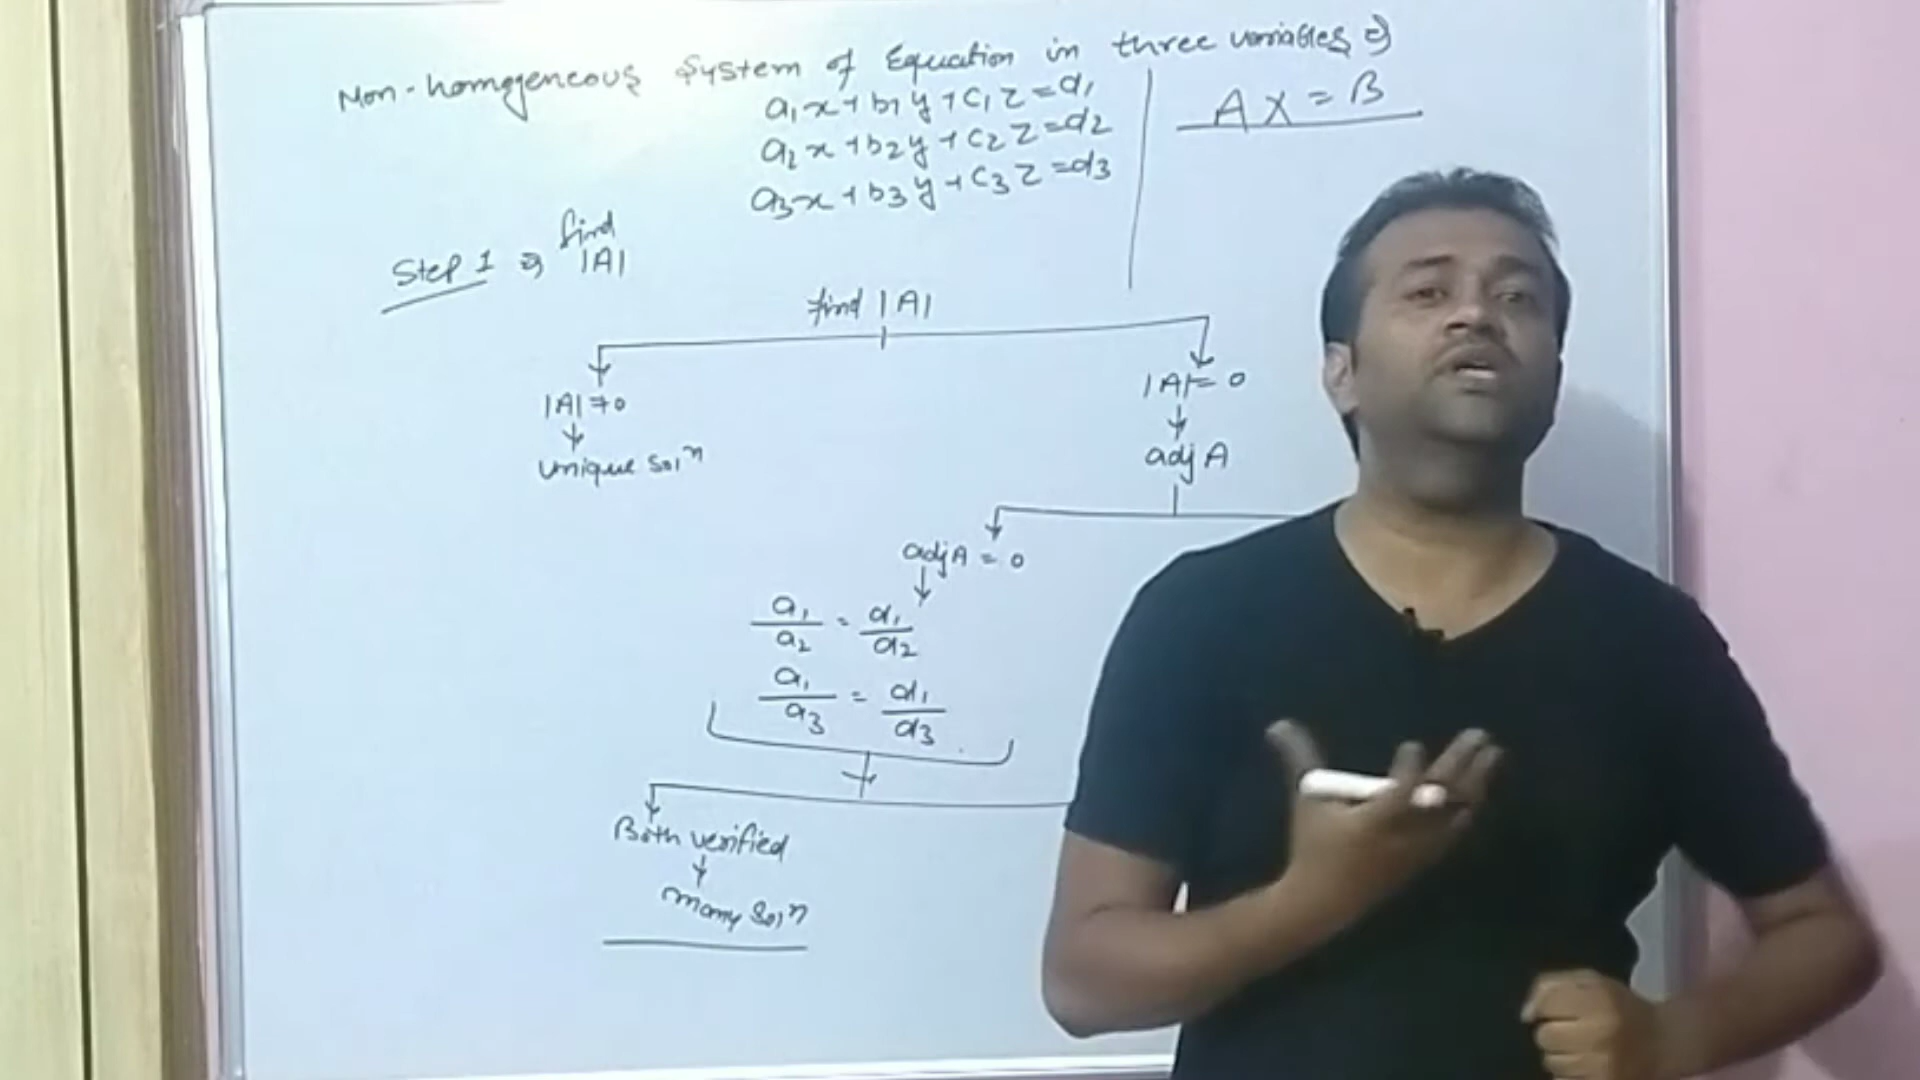 Non-homogeneous System of Equation in three variables ⇒
a₁x + b₁y + c₁z = d₁
a₂x + b₂y + c₂z = d₂
a₃x + b₃y + c₃z = d₃
AX = B
Step 1 ⇒ find |A|
find |A|
|A| ≠ 0
|A| = 0
unique solⁿ
adj A
adj A = 0
a₁/a₂ = d₁/d₂
a₁/a₃ = d₁/d₃
Both verified
many solⁿ